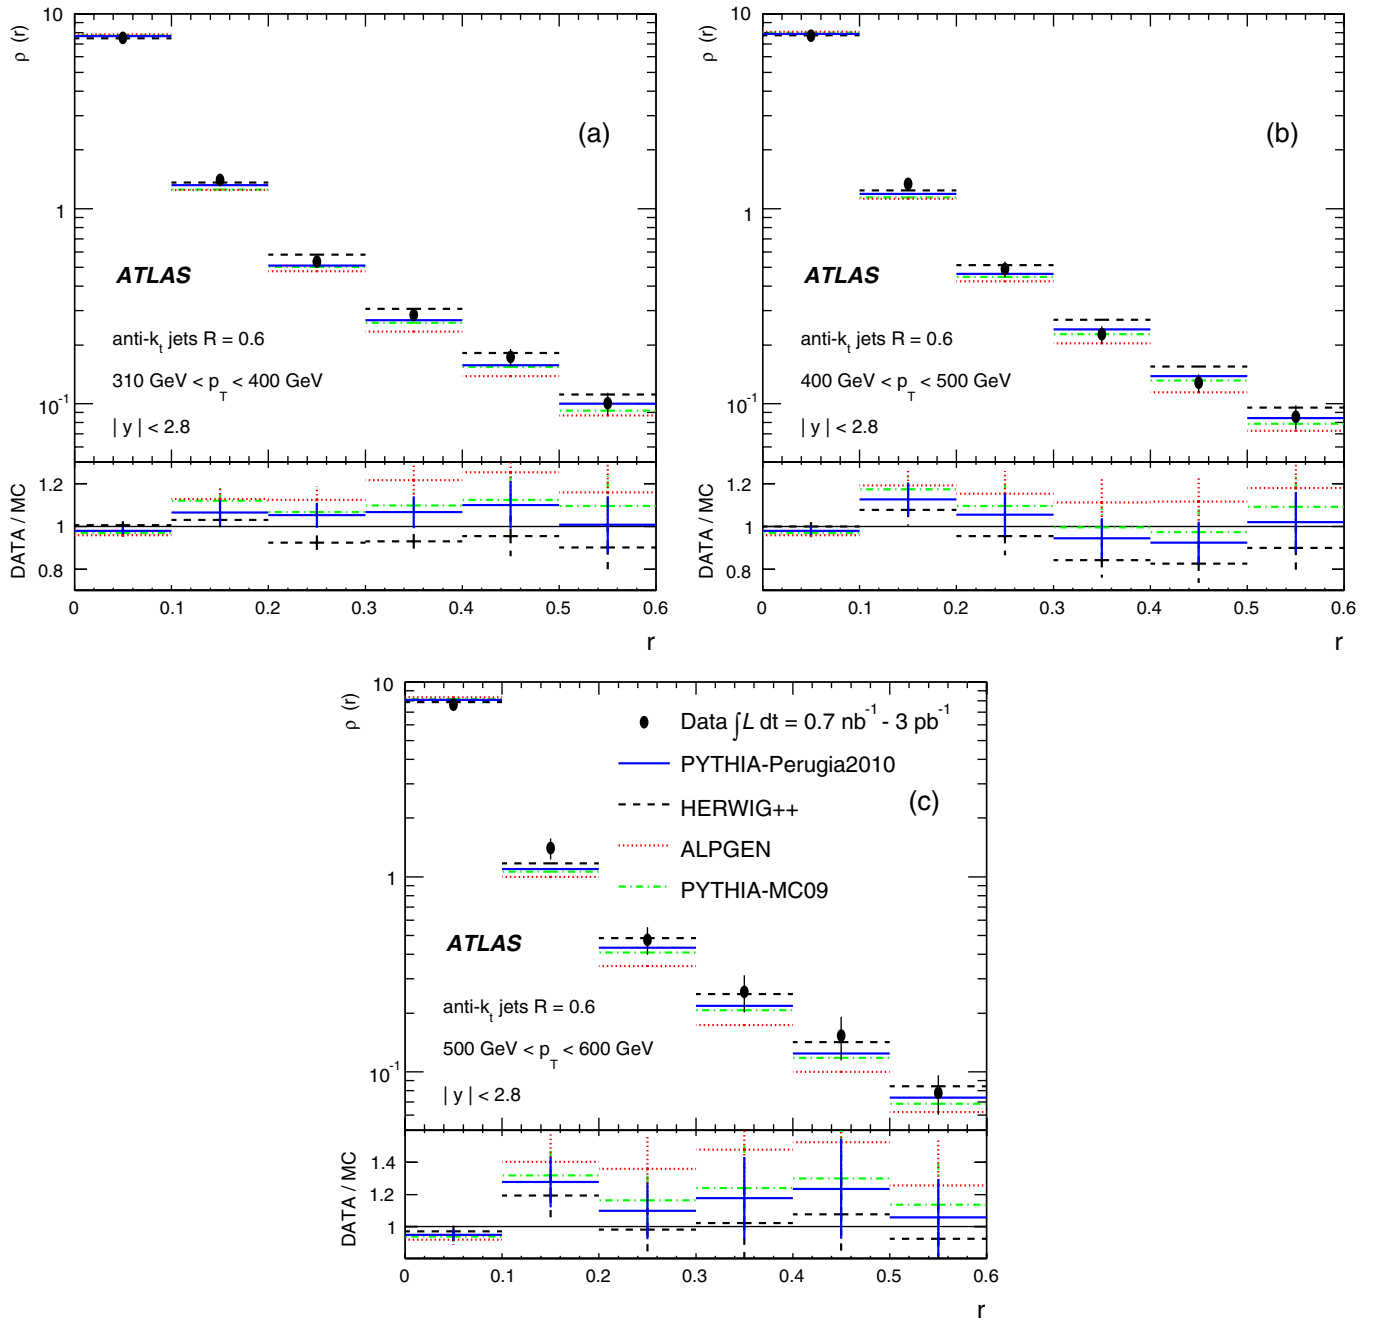 10
ρ (r)
(a)
1
ATLAS
anti-k_t jets R = 0.6
310 GeV < p_T < 400 GeV
10^-1
| y | < 2.8
DATA / MC
1.2
1
0.8
0 0.1 0.2 0.3 0.4 0.5 0.6
r
10
ρ (r)
(b)
1
ATLAS
anti-k_t jets R = 0.6
400 GeV < p_T < 500 GeV
10^-1
| y | < 2.8
DATA / MC
1.2
1
0.8
0 0.1 0.2 0.3 0.4 0.5 0.6
r
10
ρ (r)
Data ∫L dt = 0.7 nb^-1 - 3 pb^-1
PYTHIA-Perugia2010
HERWIG++
(c)
ALPGEN
1
PYTHIA-MC09
ATLAS
anti-k_t jets R = 0.6
500 GeV < p_T < 600 GeV
10^-1
| y | < 2.8
DATA / MC
1.4
1.2
1
0 0.1 0.2 0.3 0.4 0.5 0.6
r